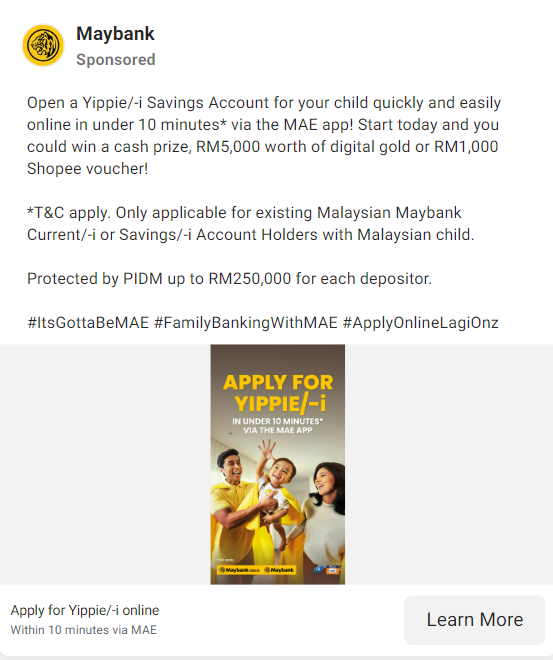 Maybank
Sponsored
Open a Yippie/-i Savings Account for your child quickly and easily
online in under 10 minutes* via the MAE app! Start today and you
could win a cash prize, RM5,000 worth of digital gold or RM1,000
Shopee voucher!
*T&C apply. Only applicable for existing Malaysian Maybank
Current/-i or Savings/-i Account Holders with Malaysian child.
Protected by PIDM up to RM250,000 for each depositor.
#ItsGottaBeMAE #FamilyBankingWithMAE #ApplyOnlineLagiOnz
APPLY FOR
YIPPIE/-i
IN UNDER 10 MINUTES*
VIA THE MAE APP
Maybank Islamic Maybank
Apply for Yippie/-i online
Within 10 minutes via MAE
Learn More